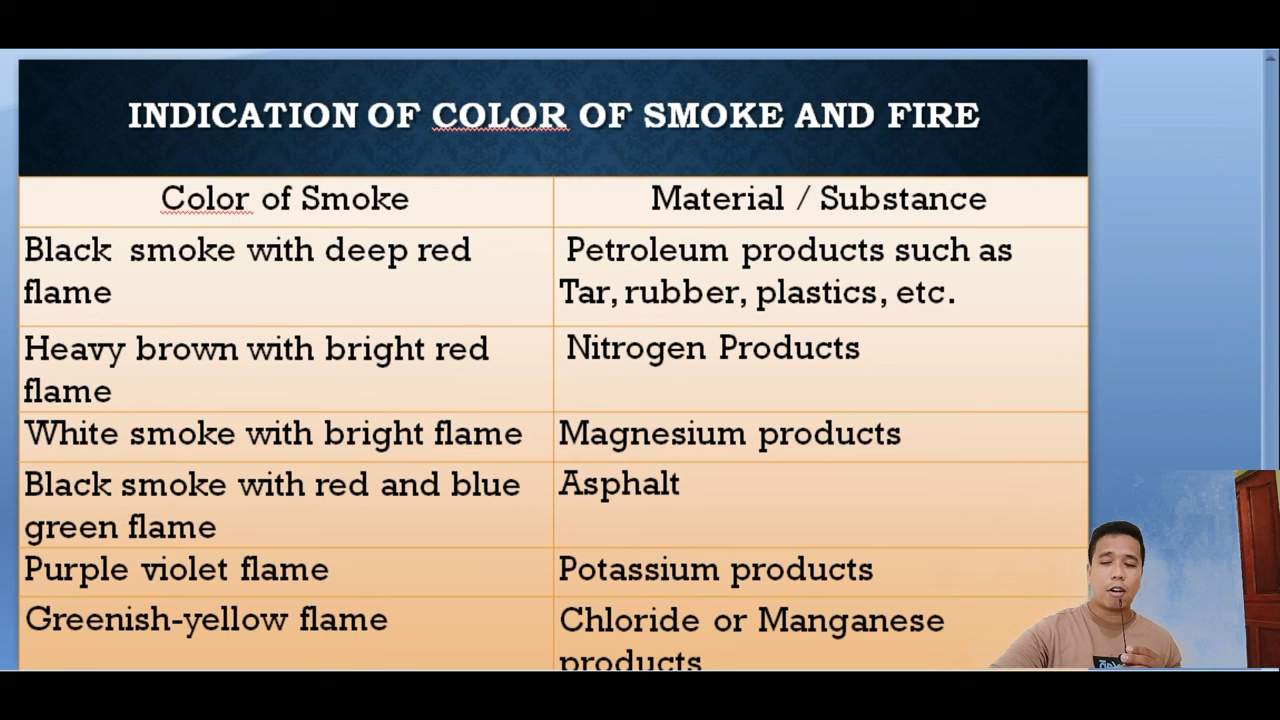 INDICATION OF COLOR OF SMOKE AND FIRE
Color of Smoke
Material / Substance
Black smoke with deep red
flame
Petroleum products such as
Tar, rubber, plastics, etc.
Heavy brown with bright red
flame
Nitrogen Products
White smoke with bright flame
Magnesium products
Black smoke with red and blue
green flame
Asphalt
Purple violet flame
Potassium products
Greenish-yellow flame
Chloride or Manganese
products